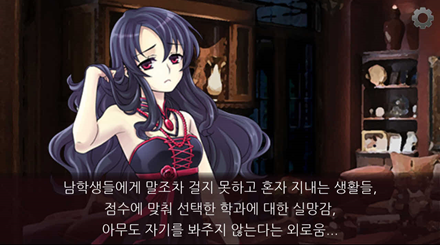 남학생들에게 말조차 걸지 못하고 혼자 지내는 생활들,
점수에 맞춰 선택한 학과에 대한 실망감,
아무도 자기를 봐주지 않는다는 외로움...